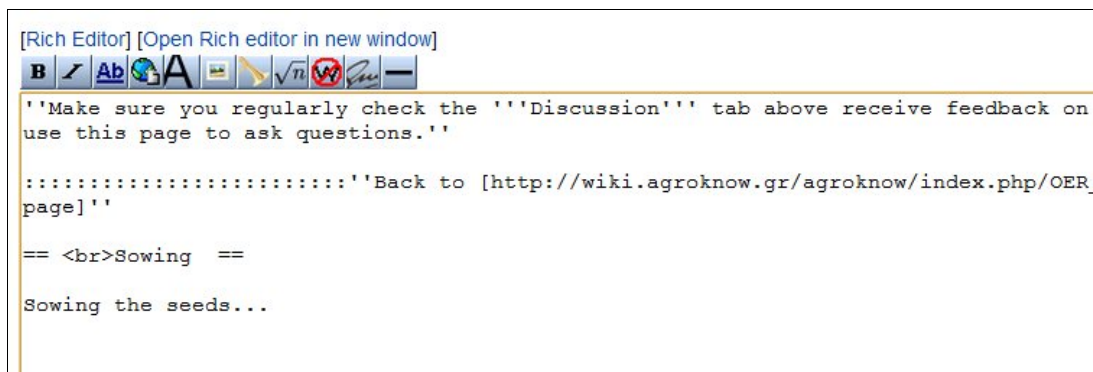 [Rich Editor] [Open Rich editor in new window]
B I Ab A √n W
''Make sure you regularly check the '''Discussion''' tab above receive feedback on
use this page to ask questions.''
:::::::::::::::::::::::::''Back to [http://wiki.agroknow.gr/agroknow/index.php/OER_
page]''
== <br>Sowing  ==
Sowing the seeds...